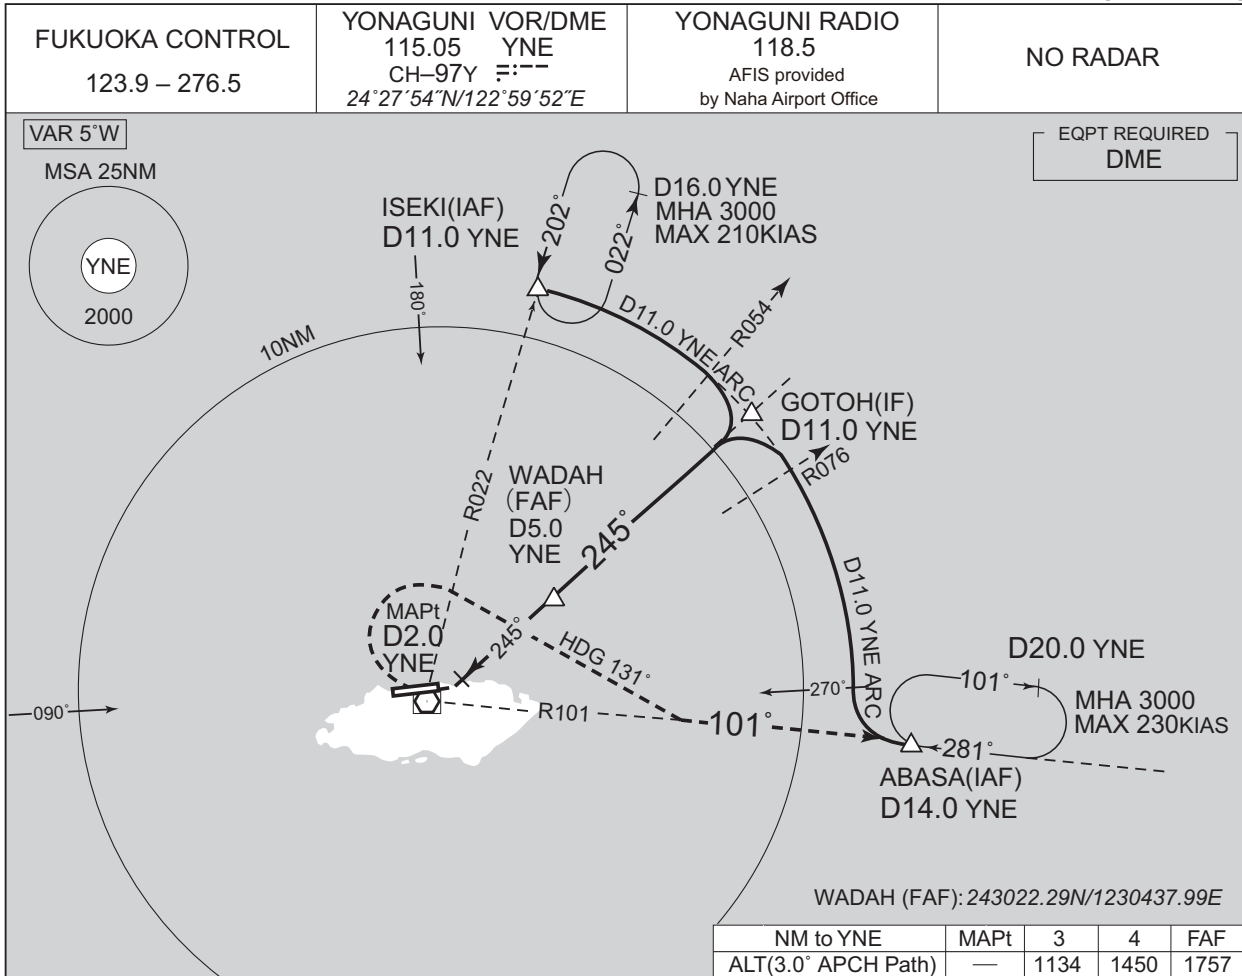 FUKUOKA CONTROL
123.9 – 276.5
YONAGUNI VOR/DME
115.05 YNE
CH–97Y
24°27´54˝N/122°59´52˝E
YONAGUNI RADIO
118.5
AFIS provided
by Naha Airport Office
NO RADAR
VAR 5°W
MSA 25NM
YNE
2000
EQPT REQUIRED
DME
ISEKI(IAF)
D11.0 YNE
202°
022°
D16.0 YNE
MHA 3000
MAX 210KIAS
180°
10NM
D11.0 YNE ARC
R054
GOTOH(IF)
D11.0 YNE
R076
R022
WADAH
(FAF)
D5.0
YNE
245°
MAPt
D2.0
YNE
245°
HDG 131°
D11.0 YNE ARC
D20.0 YNE
101°
MHA 3000
MAX 230KIAS
270°
090°
R101
101°
281°
ABASA(IAF)
D14.0 YNE
WADAH (FAF): 243022.29N/1230437.99E
NM to YNE MAPt 3 4 FAF
ALT(3.0° APCH Path) — 1134 1450 1757